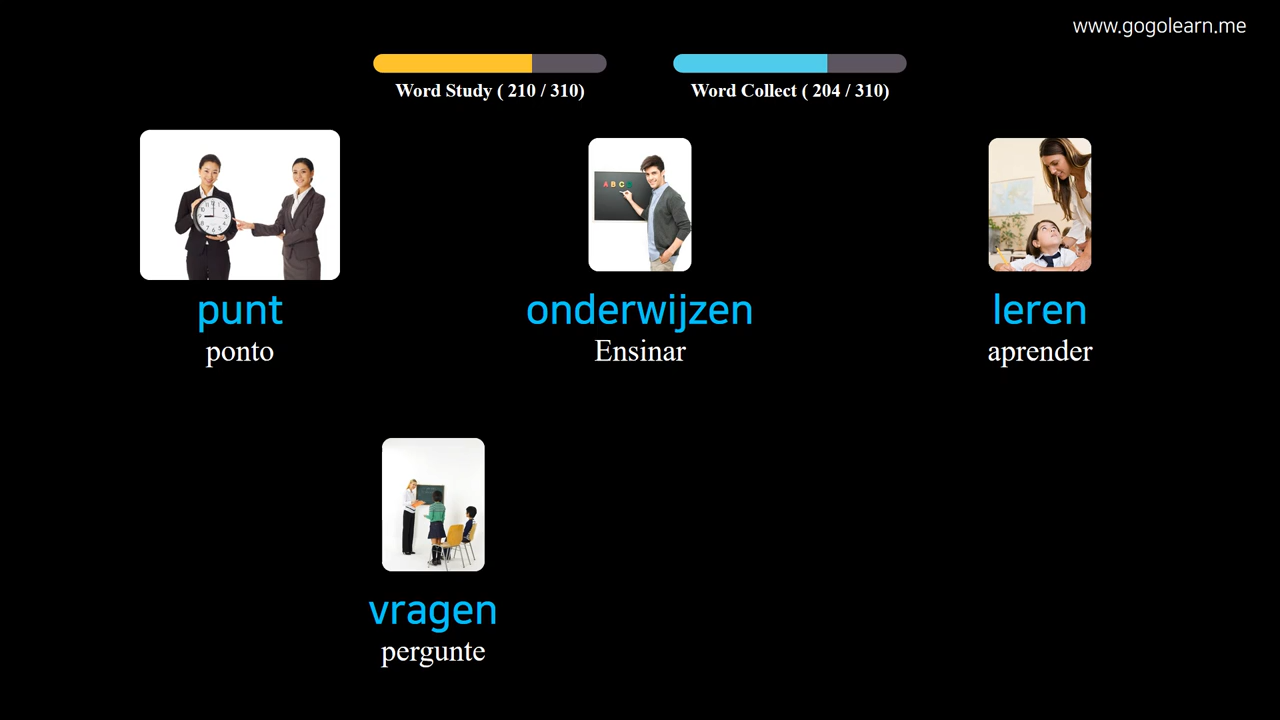 www.gogolearn.me
Word Study ( 210 / 310)
Word Collect ( 204 / 310)
A B C
punt
ponto
onderwijzen
Ensinar
leren
aprender
vragen
pergunte